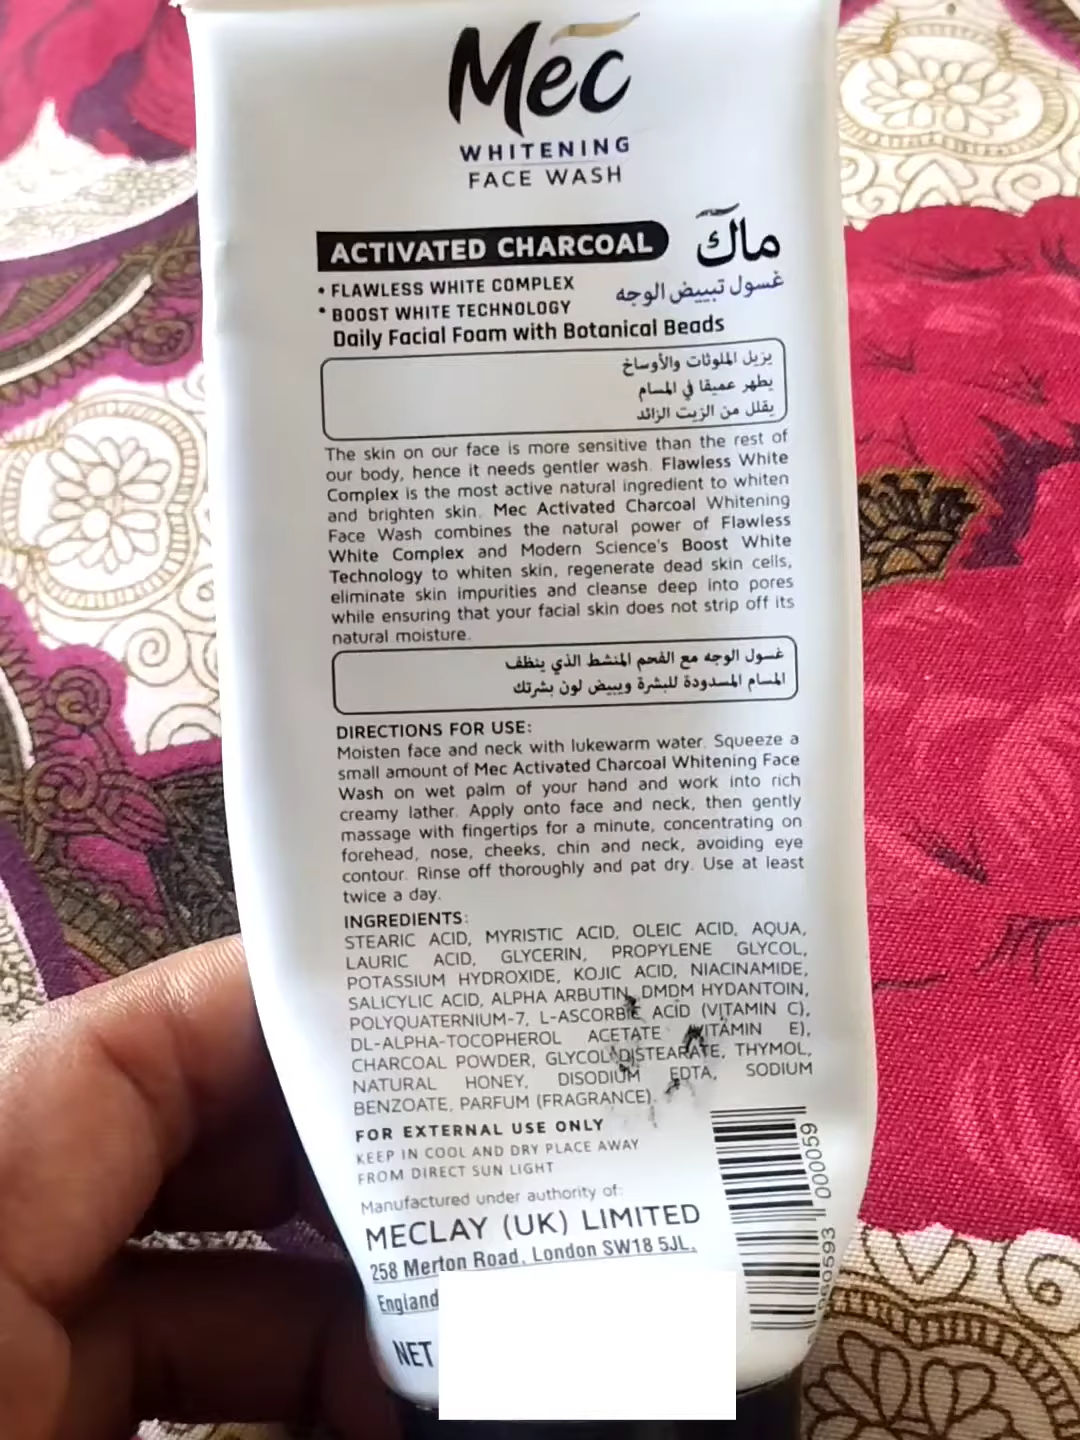 Mec
WHITENING
FACE WASH
ACTIVATED CHARCOAL
ماك
• FLAWLESS WHITE COMPLEX
غسول تبييض الوجه
• BOOST WHITE TECHNOLOGY
Daily Facial Foam with Botanical Beads
يزيل الملوثات والأوساخ
يطهر عميقا في المسام
يقلل من الزيت الزائد
The skin on our face is more sensitive than the rest of
our body, hence it needs gentler wash. Flawless White
Complex is the most active natural ingredient to whiten
and brighten skin. Mec Activated Charcoal Whitening
Face Wash combines the natural power of Flawless
White Complex and Modern Science's Boost White
Technology to whiten skin, regenerate dead skin cells,
eliminate skin impurities and cleanse deep into pores
while ensuring that your facial skin does not strip off its
natural moisture.
غسول الوجه مع الفحم المنشط الذي ينظف
المسام المسدودة للبشرة ويبيض لون بشرتك
DIRECTIONS FOR USE:
Moisten face and neck with lukewarm water. Squeeze a
small amount of Mec Activated Charcoal Whitening Face
Wash on wet palm of your hand and work into rich
creamy lather. Apply onto face and neck, then gently
massage with fingertips for a minute, concentrating on
forehead, nose, cheeks, chin and neck, avoiding eye
contour. Rinse off thoroughly and pat dry. Use at least
twice a day.
INGREDIENTS:
STEARIC ACID, MYRISTIC ACID, OLEIC ACID, AQUA,
LAURIC ACID, GLYCERIN, PROPYLENE GLYCOL,
POTASSIUM HYDROXIDE, KOJIC ACID, NIACINAMIDE,
SALICYLIC ACID, ALPHA ARBUTIN, DMDM HYDANTOIN,
POLYQUATERNIUM-7, L-ASCORBIC ACID (VITAMIN C),
DL-ALPHA-TOCOPHEROL ACETATE (VITAMIN E),
CHARCOAL POWDER, GLYCOL DISTEARATE, THYMOL,
NATURAL HONEY, DISODIUM EDTA, SODIUM
BENZOATE, PARFUM (FRAGRANCE).
FOR EXTERNAL USE ONLY
KEEP IN COOL AND DRY PLACE AWAY
FROM DIRECT SUN LIGHT
Manufactured under authority of:
MECLAY (UK) LIMITED
258 Merton Road, London SW18 5JL,
England
NET
000059